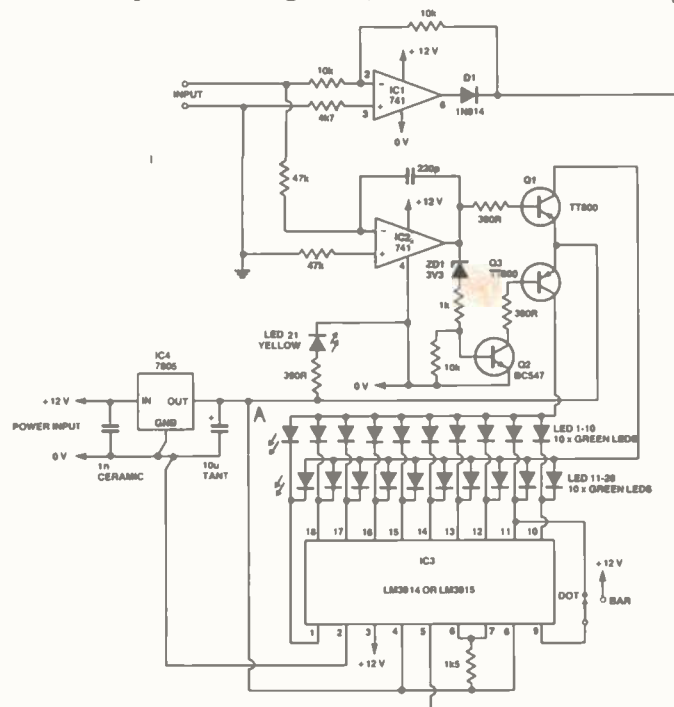 10k
+ 12 V
10k
2
IC1
741
D1
INPUT
3
6
1N914
4k7
0 V
220p
47k
+ 12 V
Q1
TT800
390R
IC2
741
47k
4
ZD1
3V3
Q3
TT800
1k
390R
LED 21
YELLOW
10k
Q2
BC547
IC4
7805
390R
0 V
+ 12 V
IN
OUT
A
GND
POWER INPUT
LED 1-10
10 x GREEN LEDS
0 V
1n
CERAMIC
10u
TANT
+
LED 11-20
10 x GREEN LEDS
18
17
16
15
14
13
12
11
10
IC3
+ 12 V
LM3914 OR LM3915
DOT
BAR
1
2
3
4
5
6
7
8
9
+ 12 V
1k5